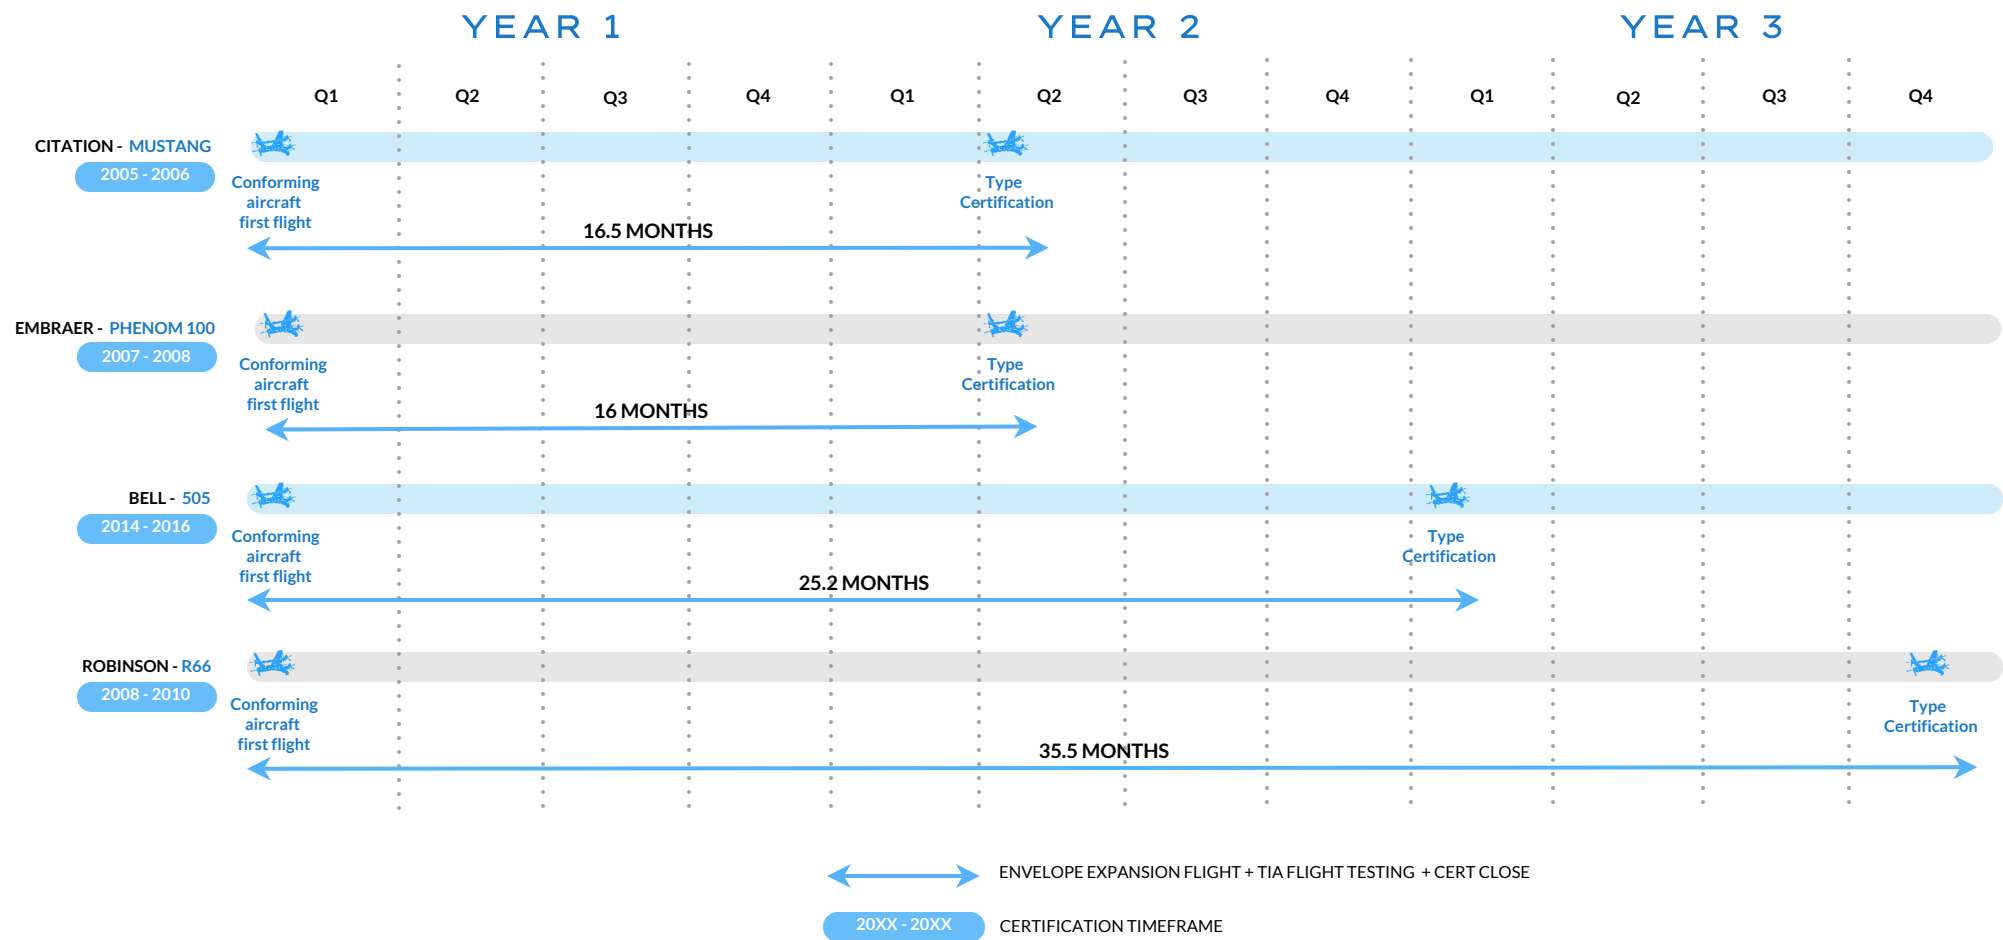 YEAR 1 YEAR 2 YEAR 3
Q1 Q2 Q3 Q4 Q1 Q2 Q3 Q4 Q1 Q2 Q3 Q4
CITATION - MUSTANG
2005 - 2006
Conforming
aircraft
first flight
Type
Certification
16.5 MONTHS
EMBRAER - PHENOM 100
2007 - 2008
Conforming
aircraft
first flight
Type
Certification
16 MONTHS
BELL - 505
2014 - 2016
Conforming
aircraft
first flight
Type
Certification
25.2 MONTHS
ROBINSON - R66
2008 - 2010
Conforming
aircraft
first flight
Type
Certification
35.5 MONTHS
ENVELOPE EXPANSION FLIGHT + TIA FLIGHT TESTING + CERT CLOSE
20XX - 20XX CERTIFICATION TIMEFRAME